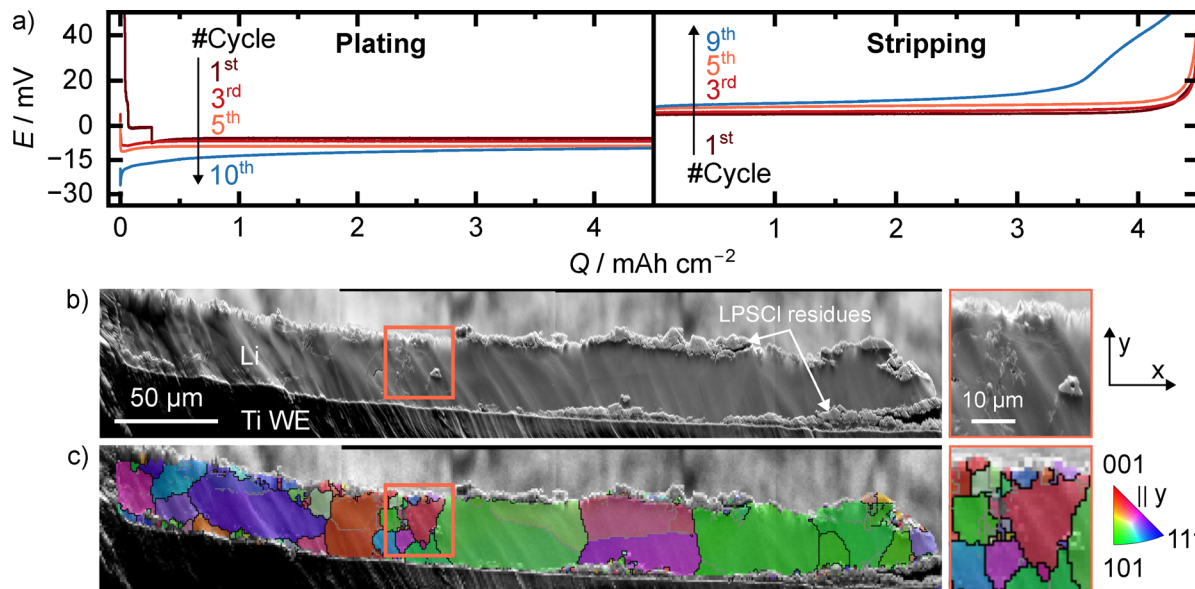 a)
#Cycle
Plating
1st
3rd
5th
10th
E / mV
40
20
0
−15
−30
0
1
2
3
4
#Cycle
Stripping
9th
5th
3rd
1st
1
2
3
4
Q / mAh cm−2
b)
LPSCl residues
Li
50 µm
Ti WE
10 µm
y
x
c)
001
|| y
111
101